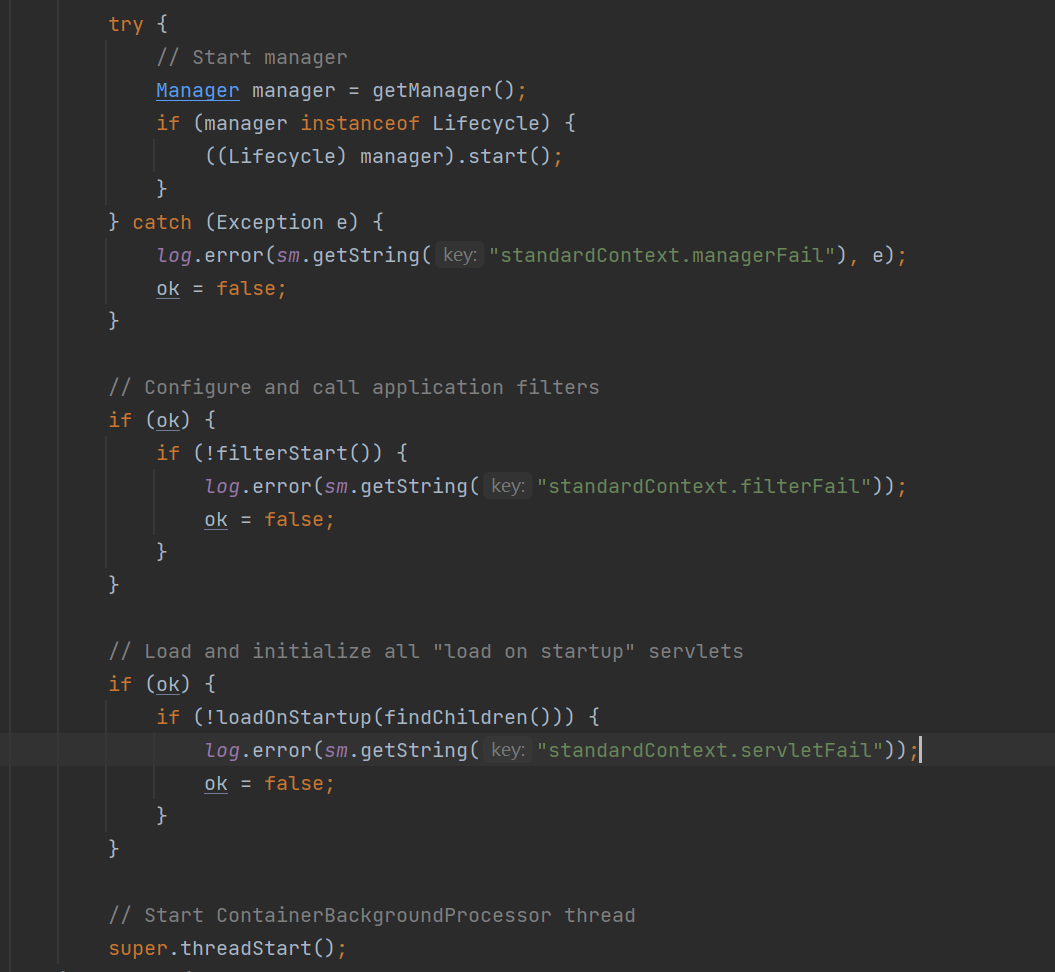 try {
// Start manager
Manager manager = getManager();
if (manager instanceof Lifecycle) {
((Lifecycle) manager).start();
}
} catch (Exception e) {
log.error(sm.getString( key: "standardContext.managerFail"), e);
ok = false;
}
// Configure and call application filters
if (ok) {
if (!filterStart()) {
log.error(sm.getString( key: "standardContext.filterFail"));
ok = false;
}
}
// Load and initialize all "load on startup" servlets
if (ok) {
if (!loadOnStartup(findChildren())) {
log.error(sm.getString( key: "standardContext.servletFail"));
ok = false;
}
}
// Start ContainerBackgroundProcessor thread
super.threadStart();